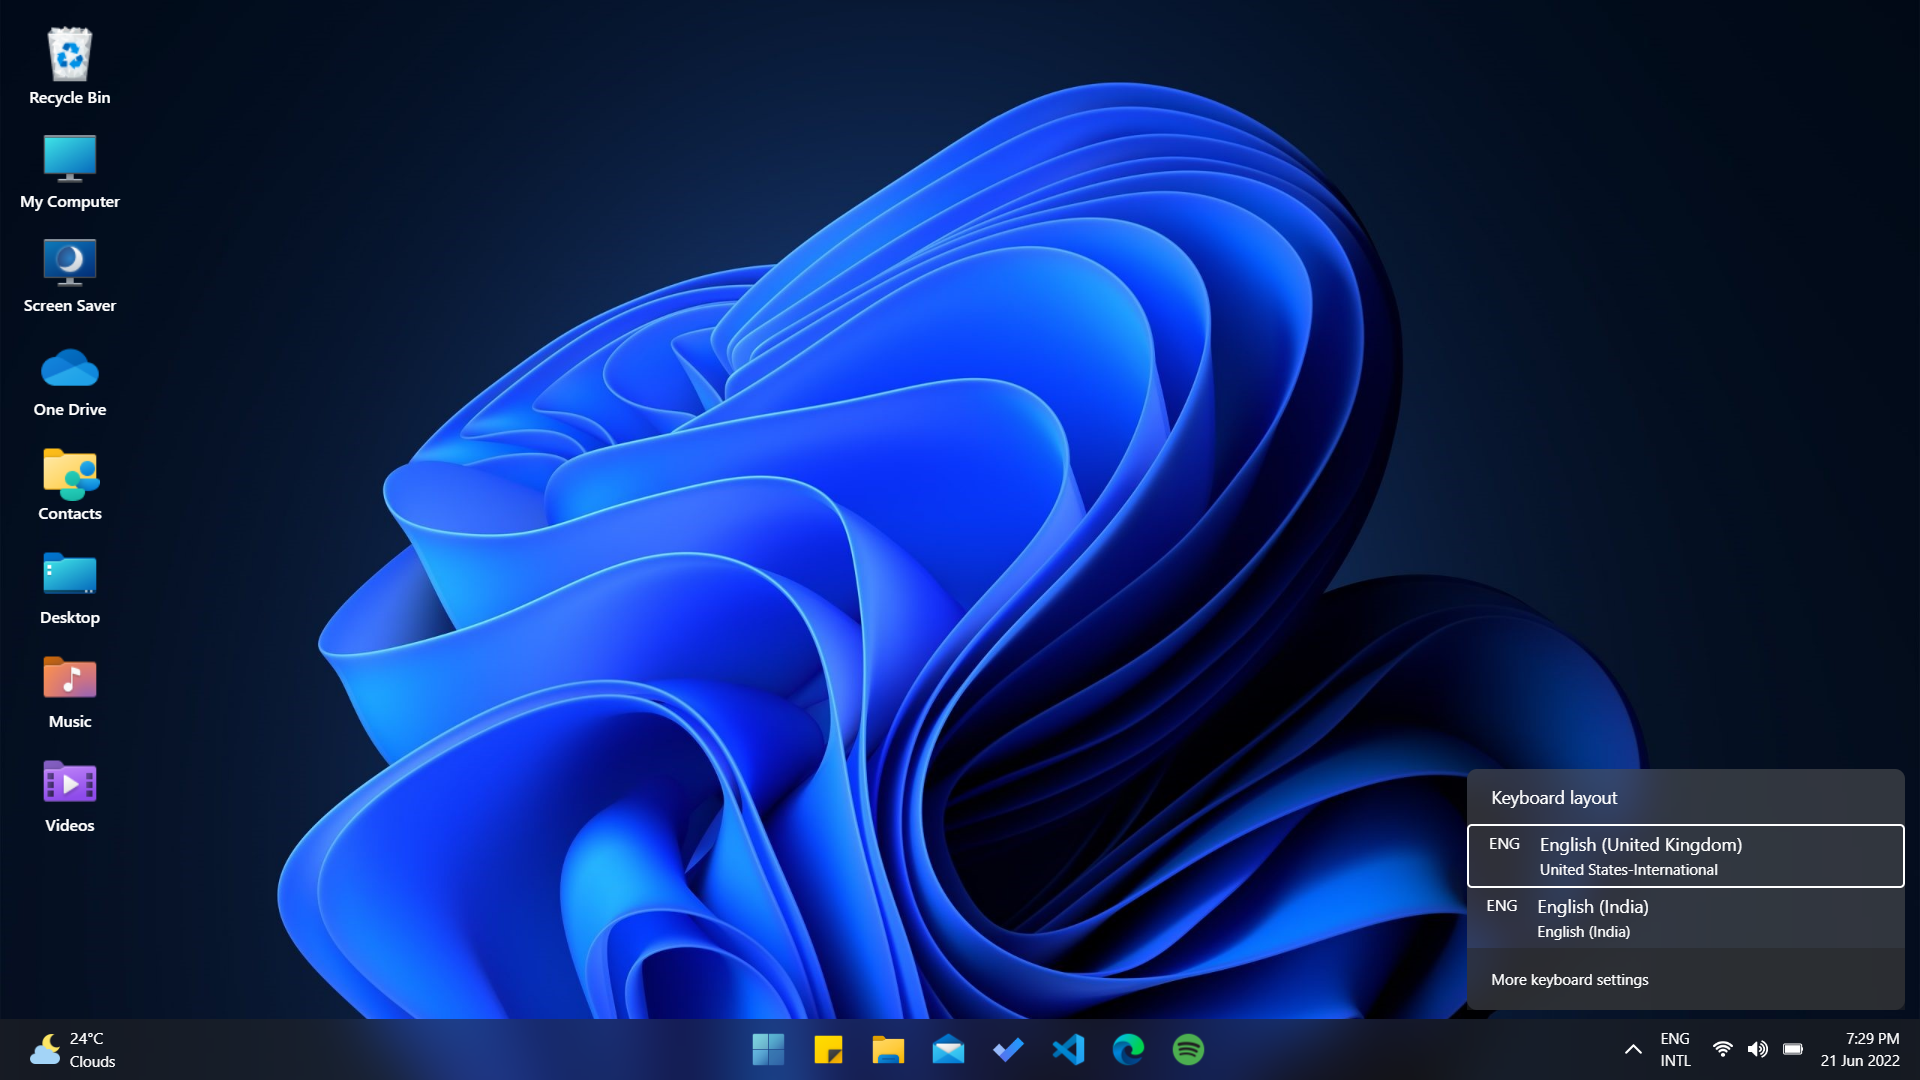 Recycle Bin
My Computer
Screen Saver
One Drive
Contacts
Desktop
Music
Videos
Keyboard layout
ENG English (United Kingdom)
United States-International
ENG English (India)
English (India)
More keyboard settings
24°C
Clouds
ENG
INTL
7:29 PM
21 Jun 2022